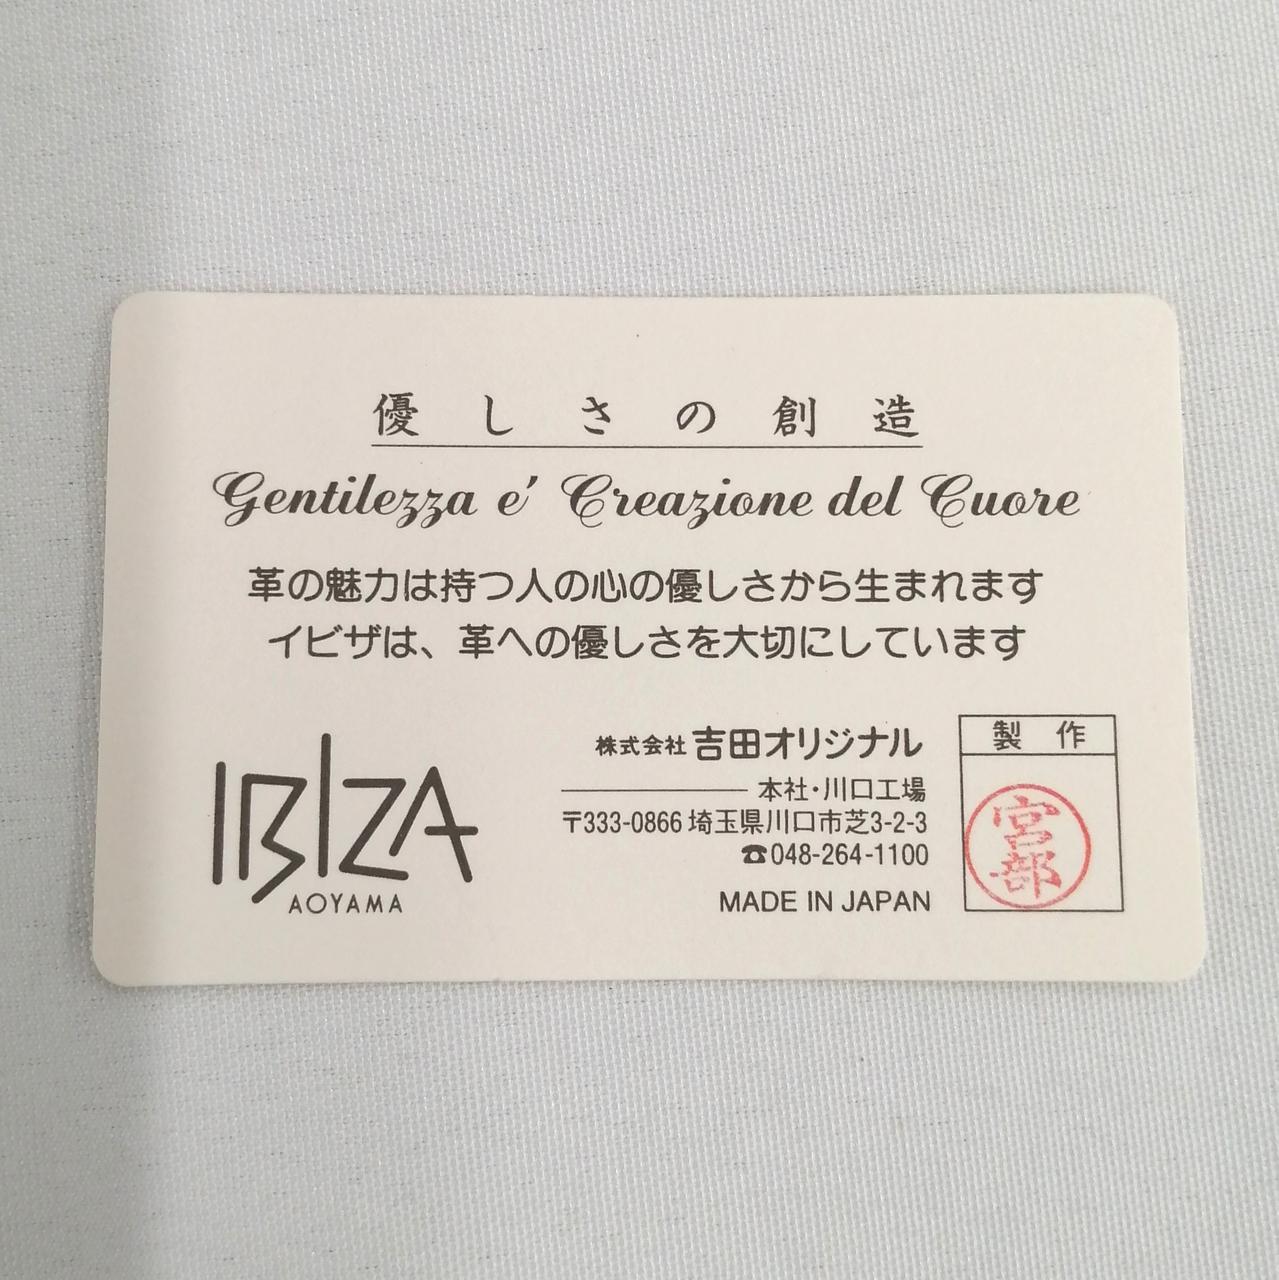 優しさの創造
Gentilezza e' Creazione del Cuore
革の魅力は持つ人の心の優しさから生まれます
イビザは、革への優しさを大切にしています
IBIZA
AOYAMA
株式会社 吉田オリジナル
本社・川口工場
〒333-0866 埼玉県川口市芝3-2-3
☎048-264-1100
MADE IN JAPAN
製作
宮部